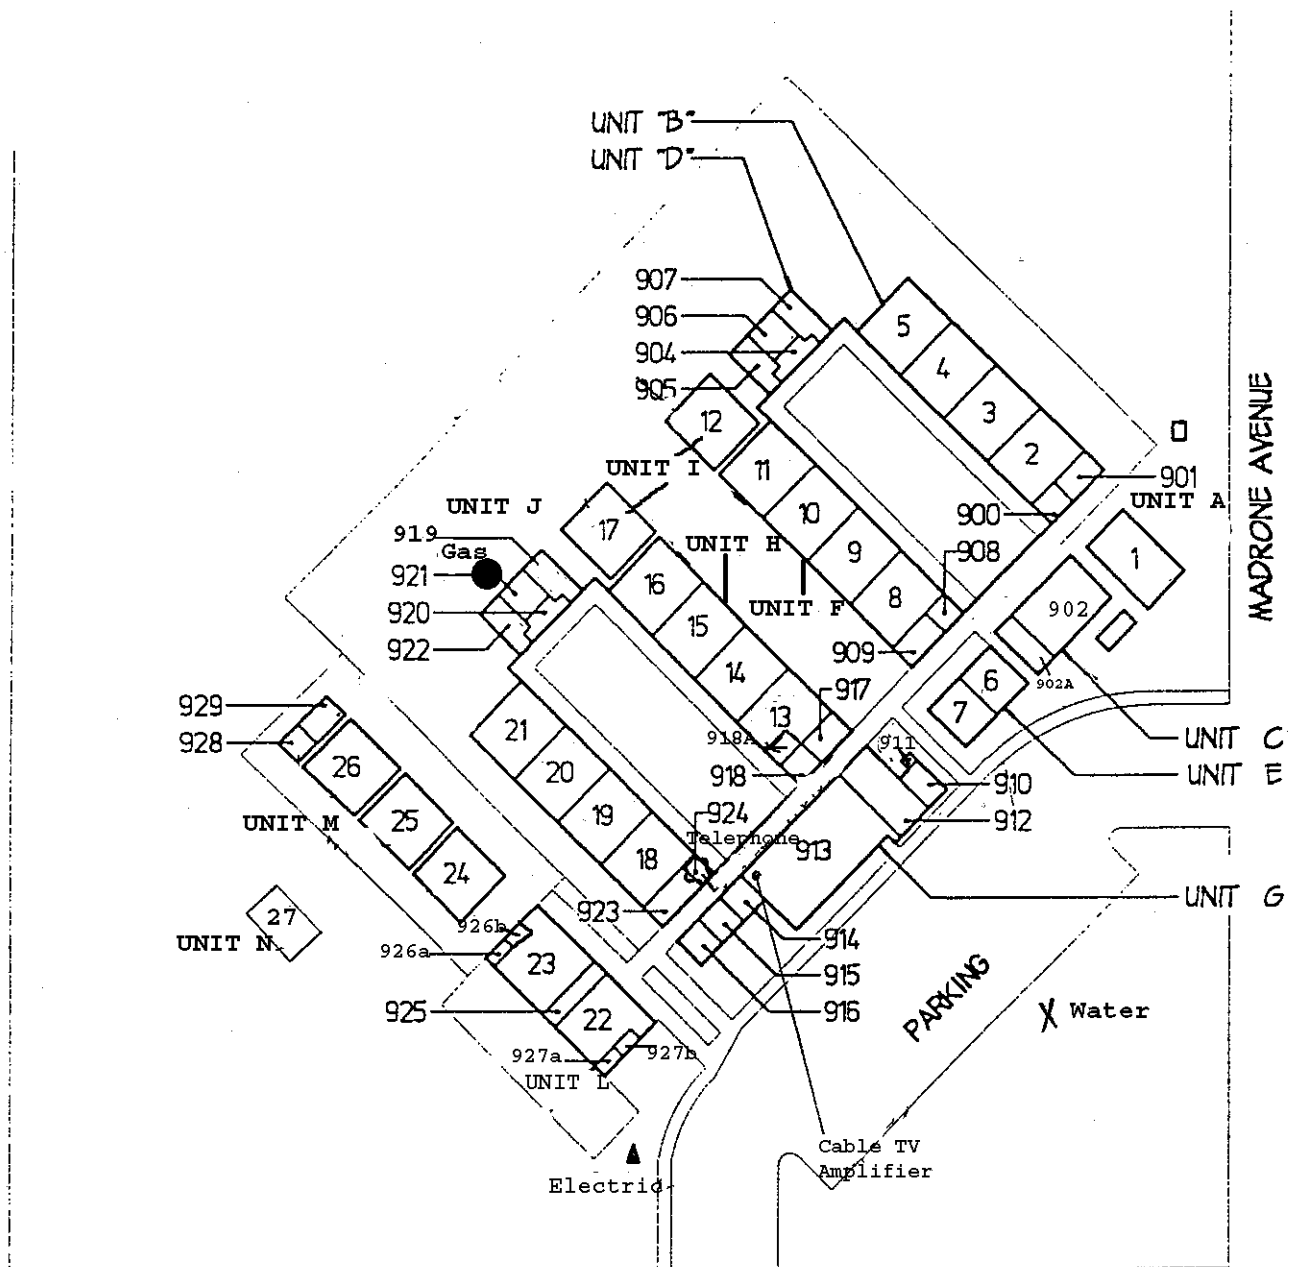 UNIT "B"
UNIT "D"
907
906
904
905
5
4
3
2
901
UNIT A
900
908
1
902
902A
12
11
10
9
8
909
UNIT I
UNIT J
17
919
Gas
921
920
922
UNIT H
UNIT F
16
15
14
13
917
918A
918
6
7
UNIT C
UNIT E
911
910
912
913
UNIT G
MADRONE AVENUE
929
928
26
25
24
UNIT M
27
UNIT N
21
20
19
18
924
Telephone
923
914
915
916
926b
926a
23
925
22
927a
927b
UNIT L
PARKING
X Water
Cable TV
Amplifier
Electric